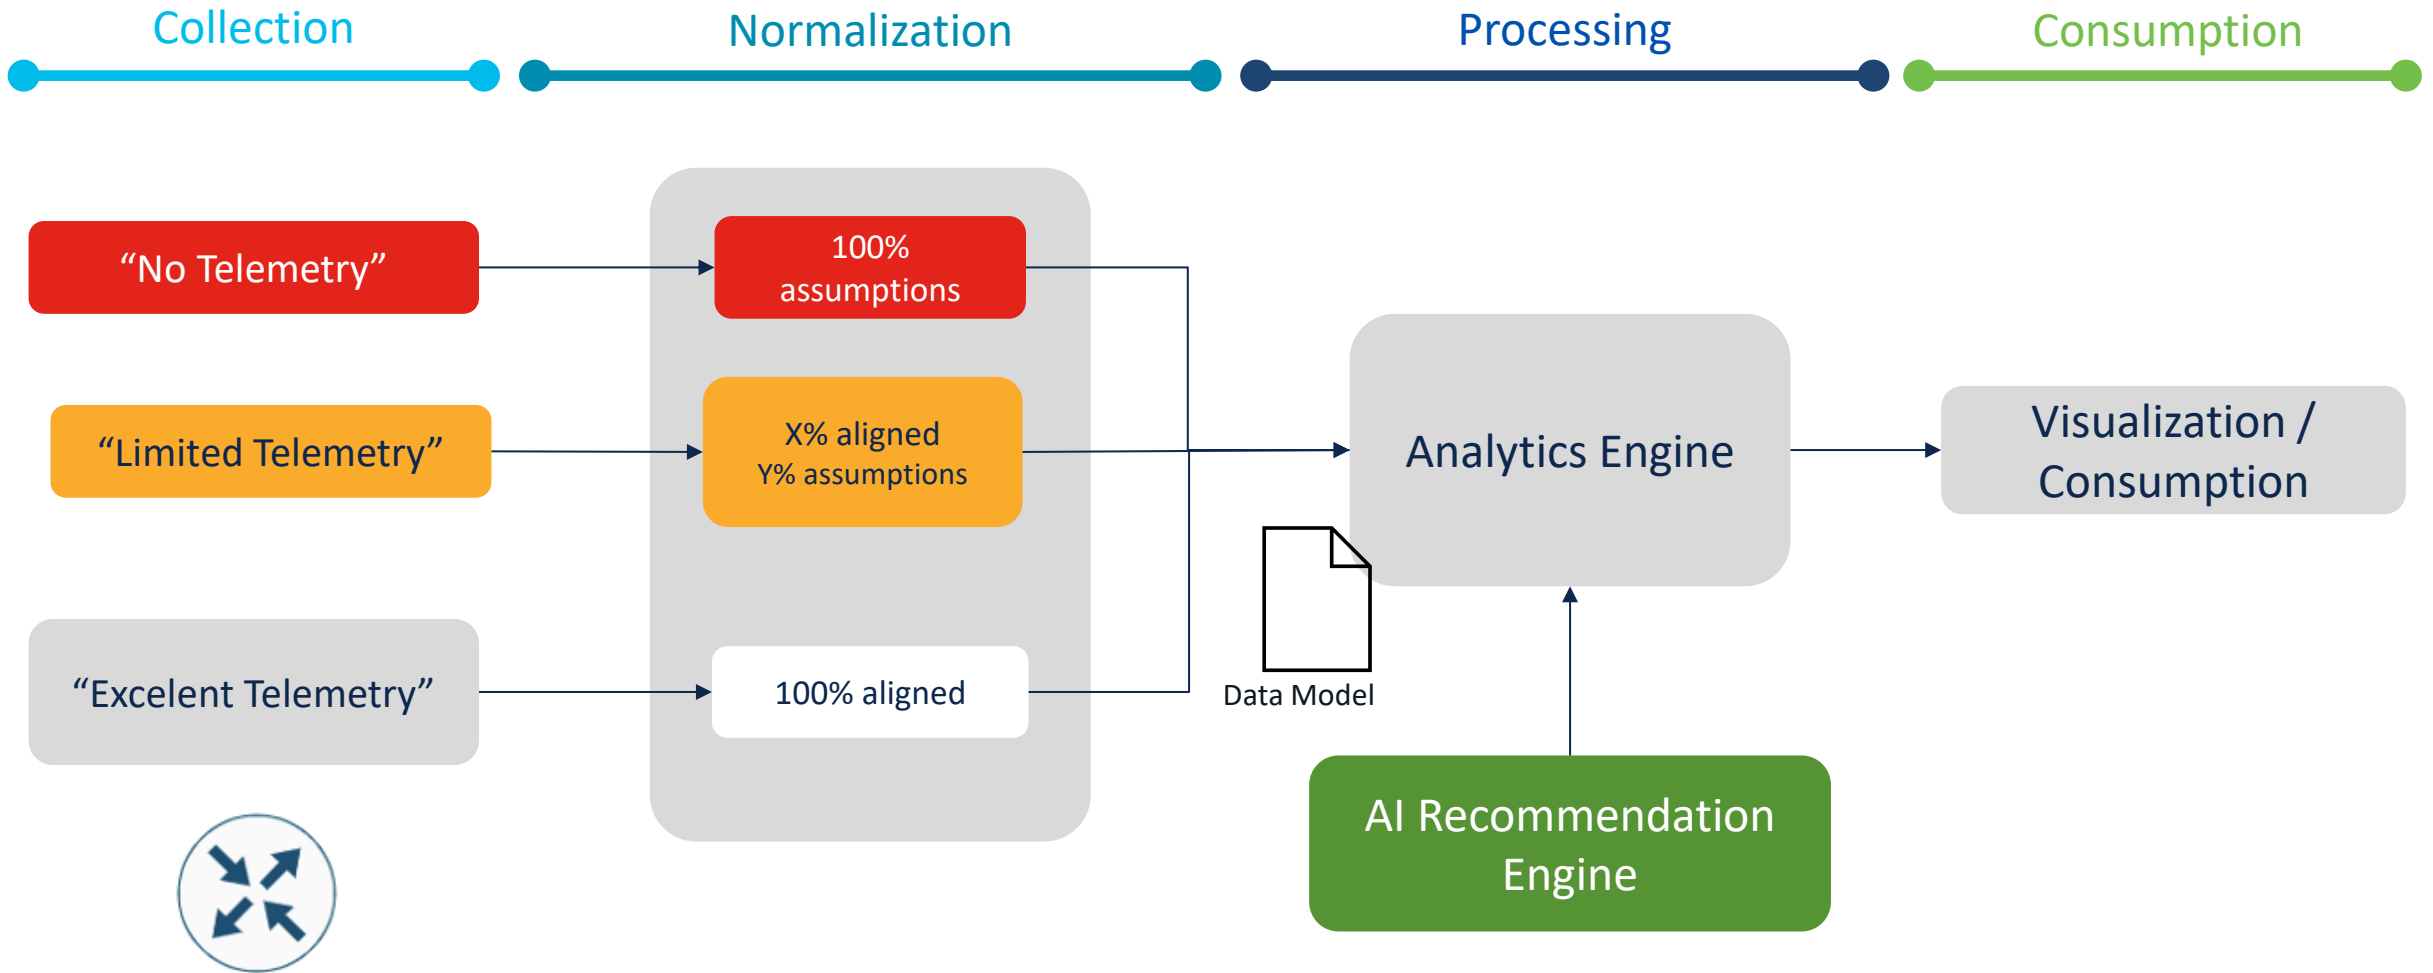 Collection
Normalization
Processing
Consumption
“No Telemetry”
100%
assumptions
“Limited Telemetry”
X% aligned
Y% assumptions
“Excelent Telemetry”
100% aligned
Data Model
Analytics Engine
AI Recommendation
Engine
Visualization /
Consumption